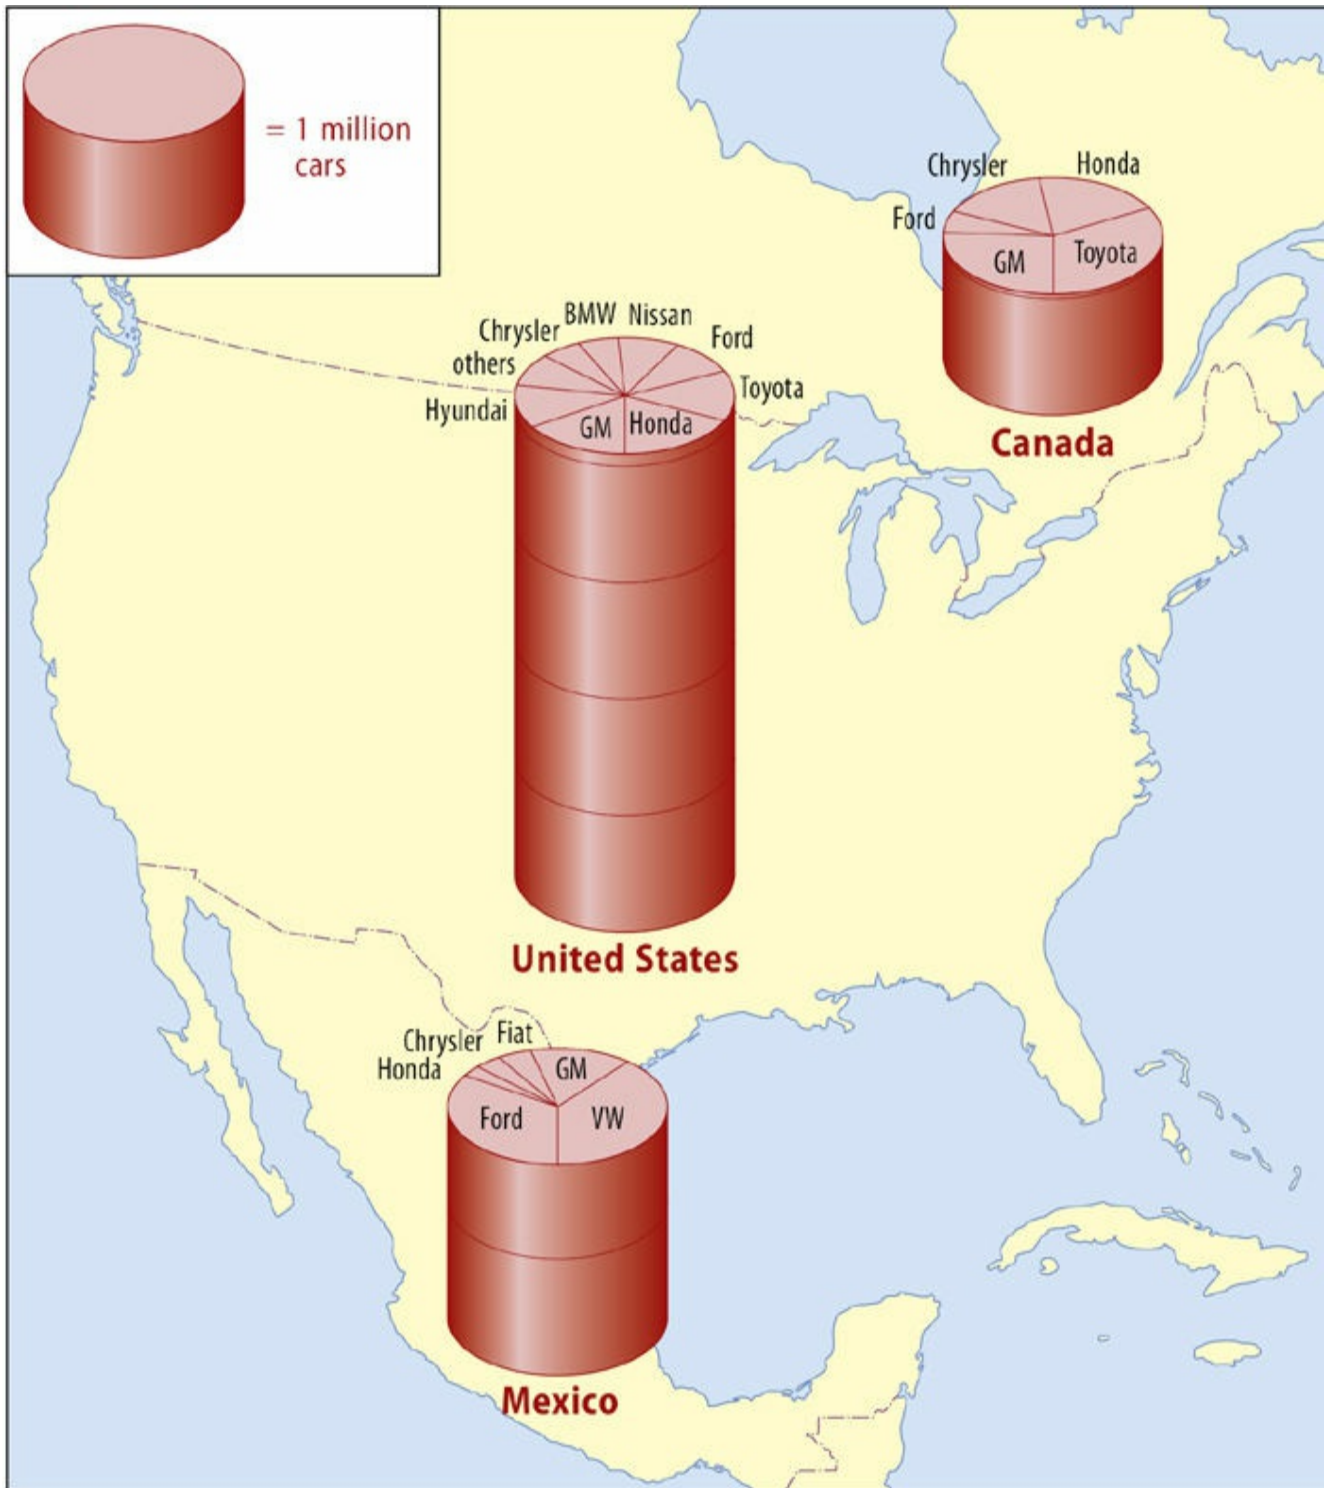 = 1 million
cars
Chrysler
Honda
Ford
GM
Toyota
Canada
BMW
Nissan
Chrysler
Ford
others
Toyota
Hyundai
GM
Honda
United States
Fiat
Chrysler
Honda
GM
Ford
VW
Mexico